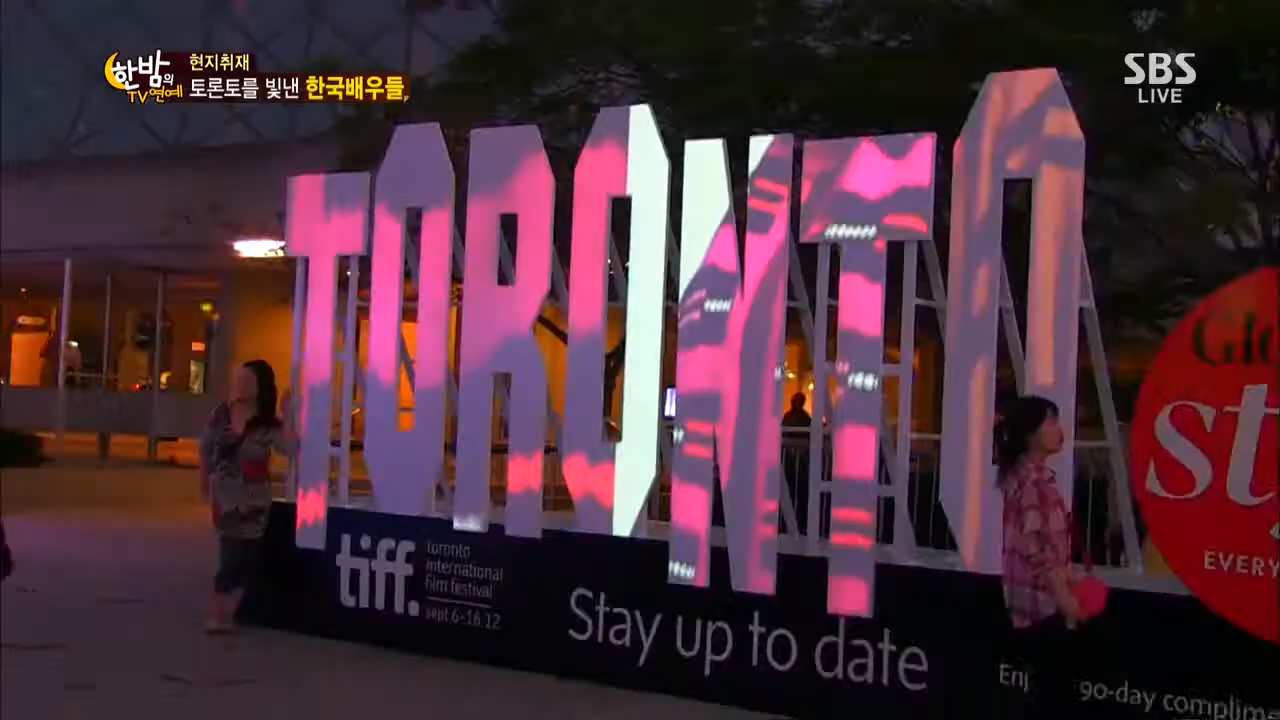 한밤의
TV연예
현지취재
토론토를 빛낸 한국배우들
SBS
LIVE
TORONTO
tiff.
toronto
international
film festival
sept 6-16.12
Stay up to date
st
EVERY
Enj
90-day complime